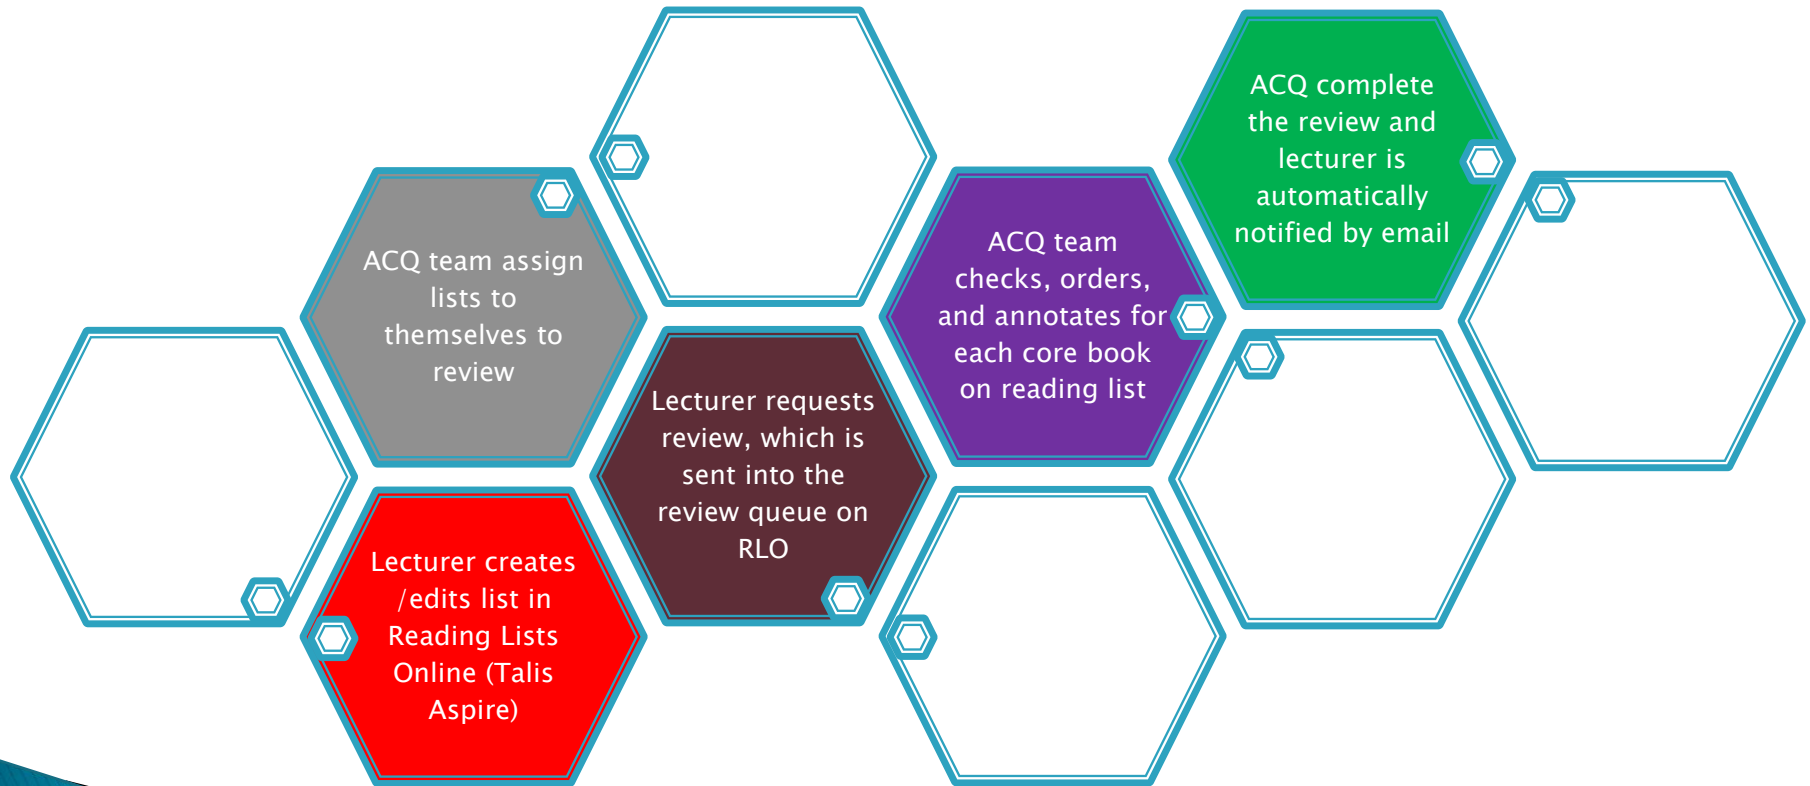 ACQ team assign
lists to
themselves to
review
Lecturer creates
/edits list in
Reading Lists
Online (Talis
Aspire)
Lecturer requests
review, which is
sent into the
review queue on
RLO
ACQ team
checks, orders,
and annotates for
each core book
on reading list
ACQ complete
the review and
lecturer is
automatically
notified by email